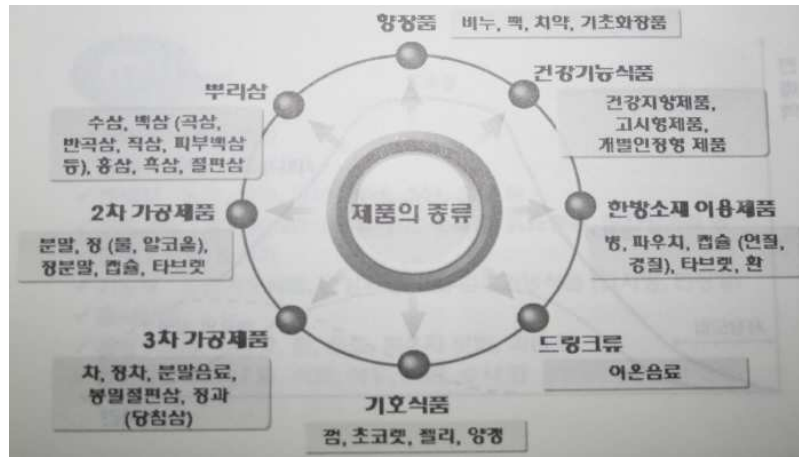 향장품
비누, 팩, 치약, 기초화장품
건강기능식품
건강지향제품,
고시형제품,
개별인정형 제품
한방소재 이용제품
병, 파우치, 캡슐 (연질,
경질), 타브렛, 환
드링크류
이온음료
기호식품
껌, 초코렛, 젤리, 양갱
3차 가공제품
차, 정차, 분말음료,
봉밀절편삼, 정과
(당침삼)
2차 가공제품
분말, 정 (물, 알코올),
정분말, 캡슐, 타브렛
뿌리삼
수삼, 백삼 (곡삼,
반곡삼, 직삼, 피부백삼
등), 홍삼, 흑삼, 절편삼
제품의 종류